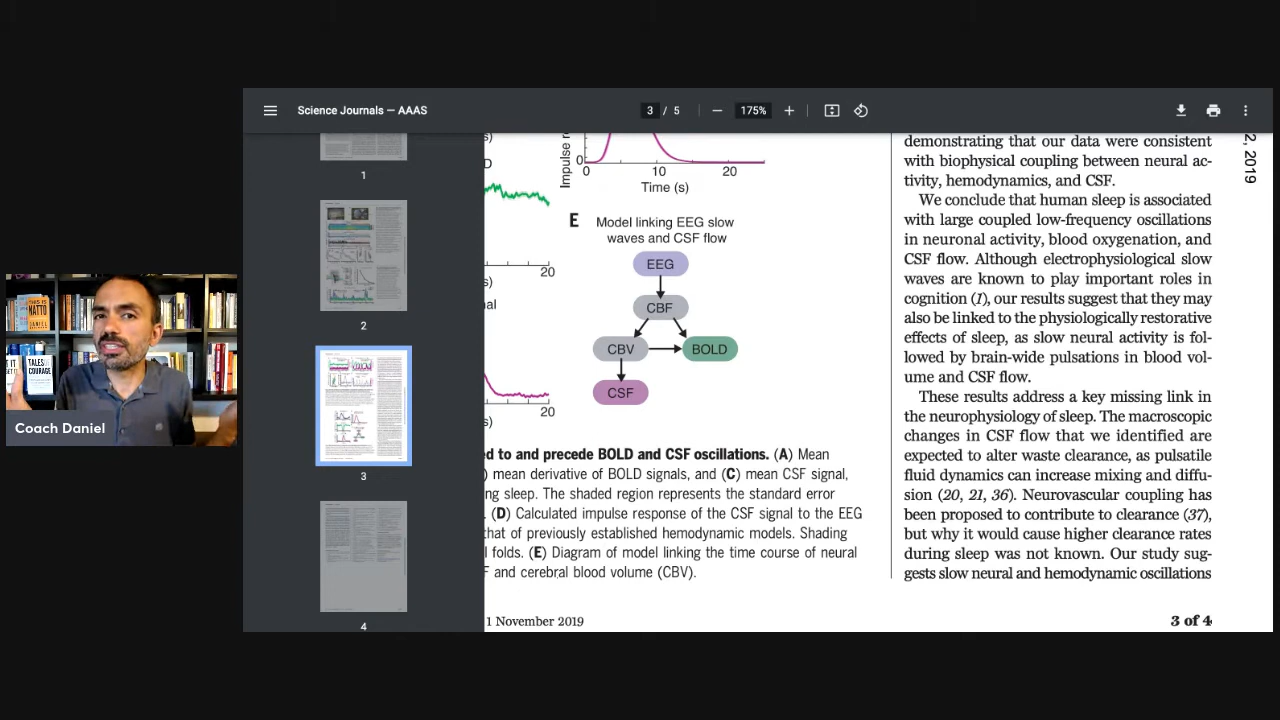 Science Journals — AAAS
3 / 5
175%
1
2
3
4
THIS IS
NATTO
TALES
COURAGE
Coach Daniel
s)
D
20
s)
nal
20
s)
Impulse r
0
0
10
20
Time (s)
E
Model linking EEG slow
waves and CSF flow
EEG
CBF
CBV
BOLD
CSF
ed to and precede BOLD and CSF oscillations. (A) Mean
) mean derivative of BOLD signals, and (C) mean CSF signal,
ng sleep. The shaded region represents the standard error
. (D) Calculated impulse response of the CSF signal to the EEG
that of previously established hemodynamic models. Shading
l folds. (E) Diagram of model linking the time course of neural
F and cerebral blood volume (CBV).
1 November 2019
demonstrating that our data were consistent
with biophysical coupling between neural ac-
tivity, hemodynamics, and CSF.
We conclude that human sleep is associated
with large coupled low-frequency oscillations
in neuronal activity, blood oxygenation, and
CSF flow. Although electrophysiological slow
waves are known to play important roles in
cognition (1), our results suggest that they may
also be linked to the physiologically restorative
effects of sleep, as slow neural activity is fol-
lowed by brain-wide pulsations in blood vol-
ume and CSF flow.
These results address a key missing link in
the neurophysiology of sleep. The macroscopic
changes in CSF flow that we identified are
expected to alter waste clearance, as pulsatile
fluid dynamics can increase mixing and diffu-
sion (20, 21, 36). Neurovascular coupling has
been proposed to contribute to clearance (37),
but why it would cause higher clearance rates
during sleep was not known. Our study sug-
gests slow neural and hemodynamic oscillations
3 of 4
2, 2019